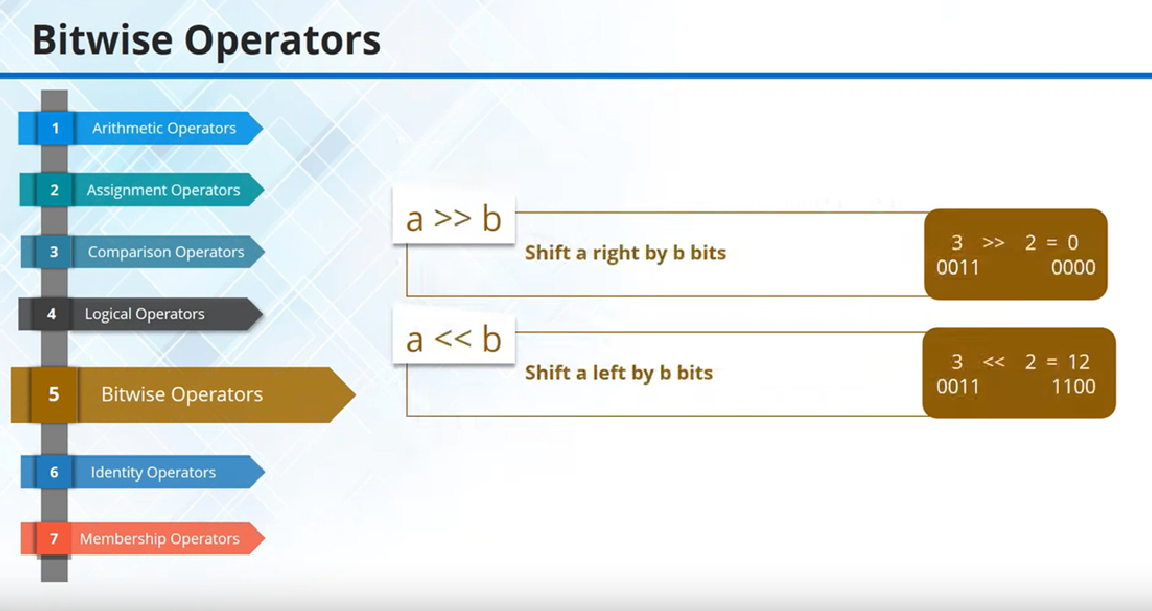 Bitwise Operators
1 Arithmetic Operators
2 Assignment Operators
3 Comparison Operators
4 Logical Operators
5 Bitwise Operators
6 Identity Operators
7 Membership Operators
a >> b
Shift a right by b bits
3 >> 2 = 0
0011 0000
a << b
Shift a left by b bits
3 << 2 = 12
0011 1100